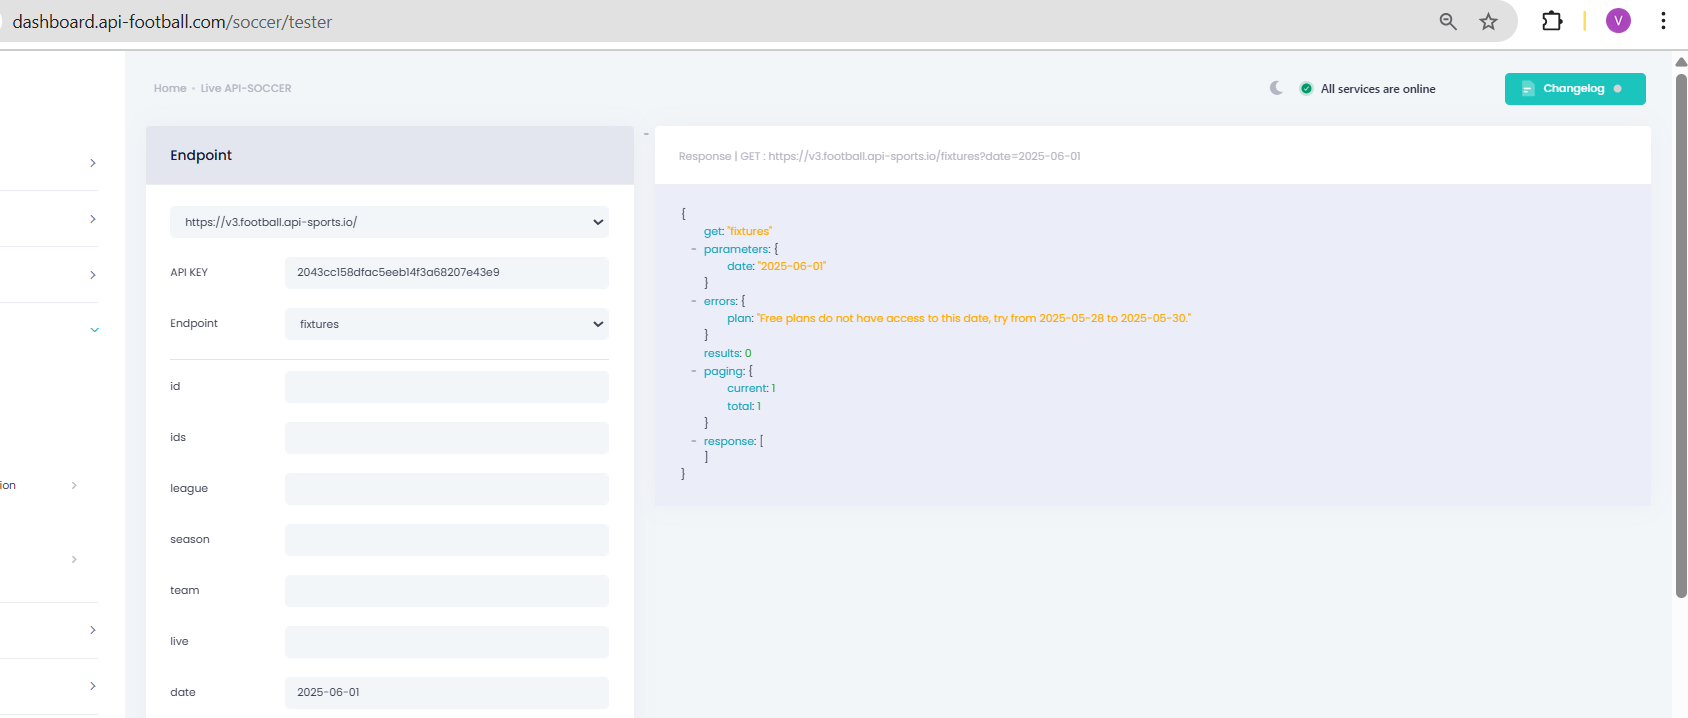 dashboard.api-football.com/soccer/tester
V
Home • Live API-SOCCER
All services are online
Changelog
Endpoint
https://v3.football.api-sports.io/
API KEY
2043cc158dfac5eeb14f3a68207e43e9
Endpoint
fixtures
id
ids
league
season
team
live
date
2025-06-01
ion
-
Response | GET : https://v3.football.api-sports.io/fixtures?date=2025-06-01
{
get: "fixtures"
- parameters: {
date: "2025-06-01"
}
- errors: {
plan: "Free plans do not have access to this date, try from 2025-05-28 to 2025-05-30."
}
results: 0
- paging: {
current: 1
total: 1
}
- response: [
]
}